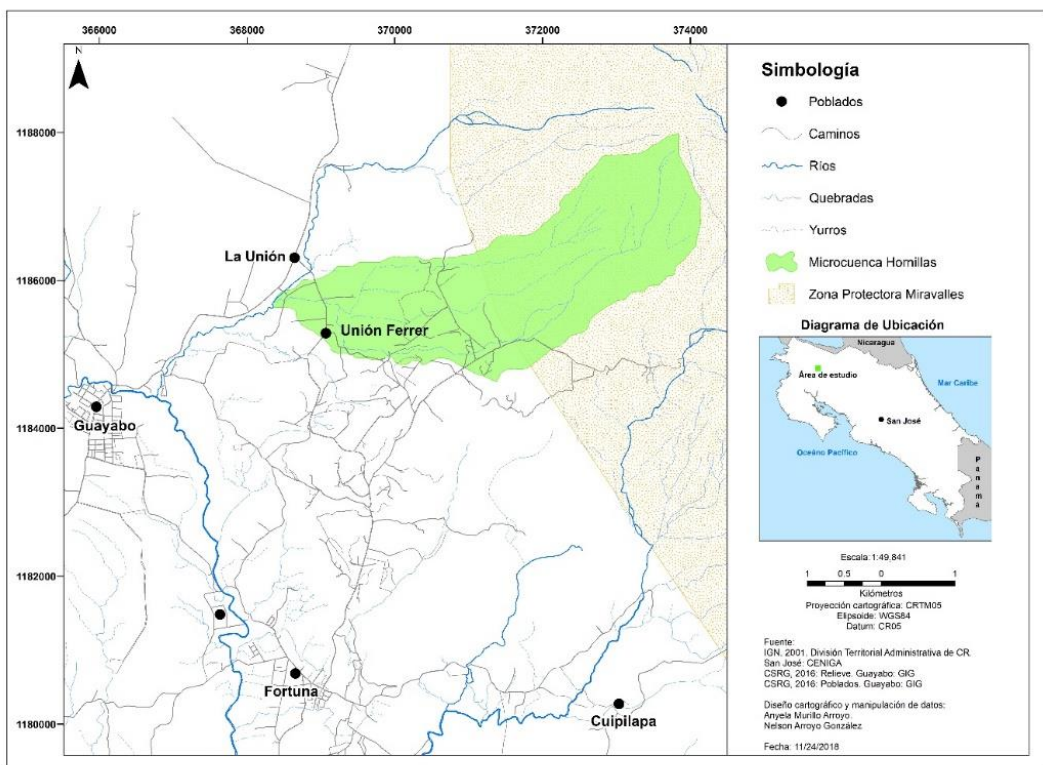 366000 368000 370000 372000 374000
N
1188000
1186000
1184000
1182000
1180000
La Unión
Unión Ferrer
Guayabo
Fortuna
Cuipilapa
Simbología
Poblados
Caminos
Ríos
Quebradas
Yurros
Microcuenca Hornillas
Zona Protectora Miravalles
Diagrama de Ubicación
Nicaragua
Área de estudio
Mar Caribe
San José
Océano Pacífico
Panama
Escala: 1:49,841
1 0.5 0 1
Kilómetros
Proyección cartográfica: CRTM05
Elipsoide: WGS84
Datum: CR05
Fuente:
IGN, 2001. División Territorial Administrativa de CR.
San José: CENIGA
CSRG, 2016: Relieve. Guayabo: GIG
CSRG, 2016: Poblados. Guayabo: GIG
Diseño cartográfico y manipulación de datos:
Anyela Murillo Arroyo.
Nelson Arroyo González.
Fecha: 11/24/2018